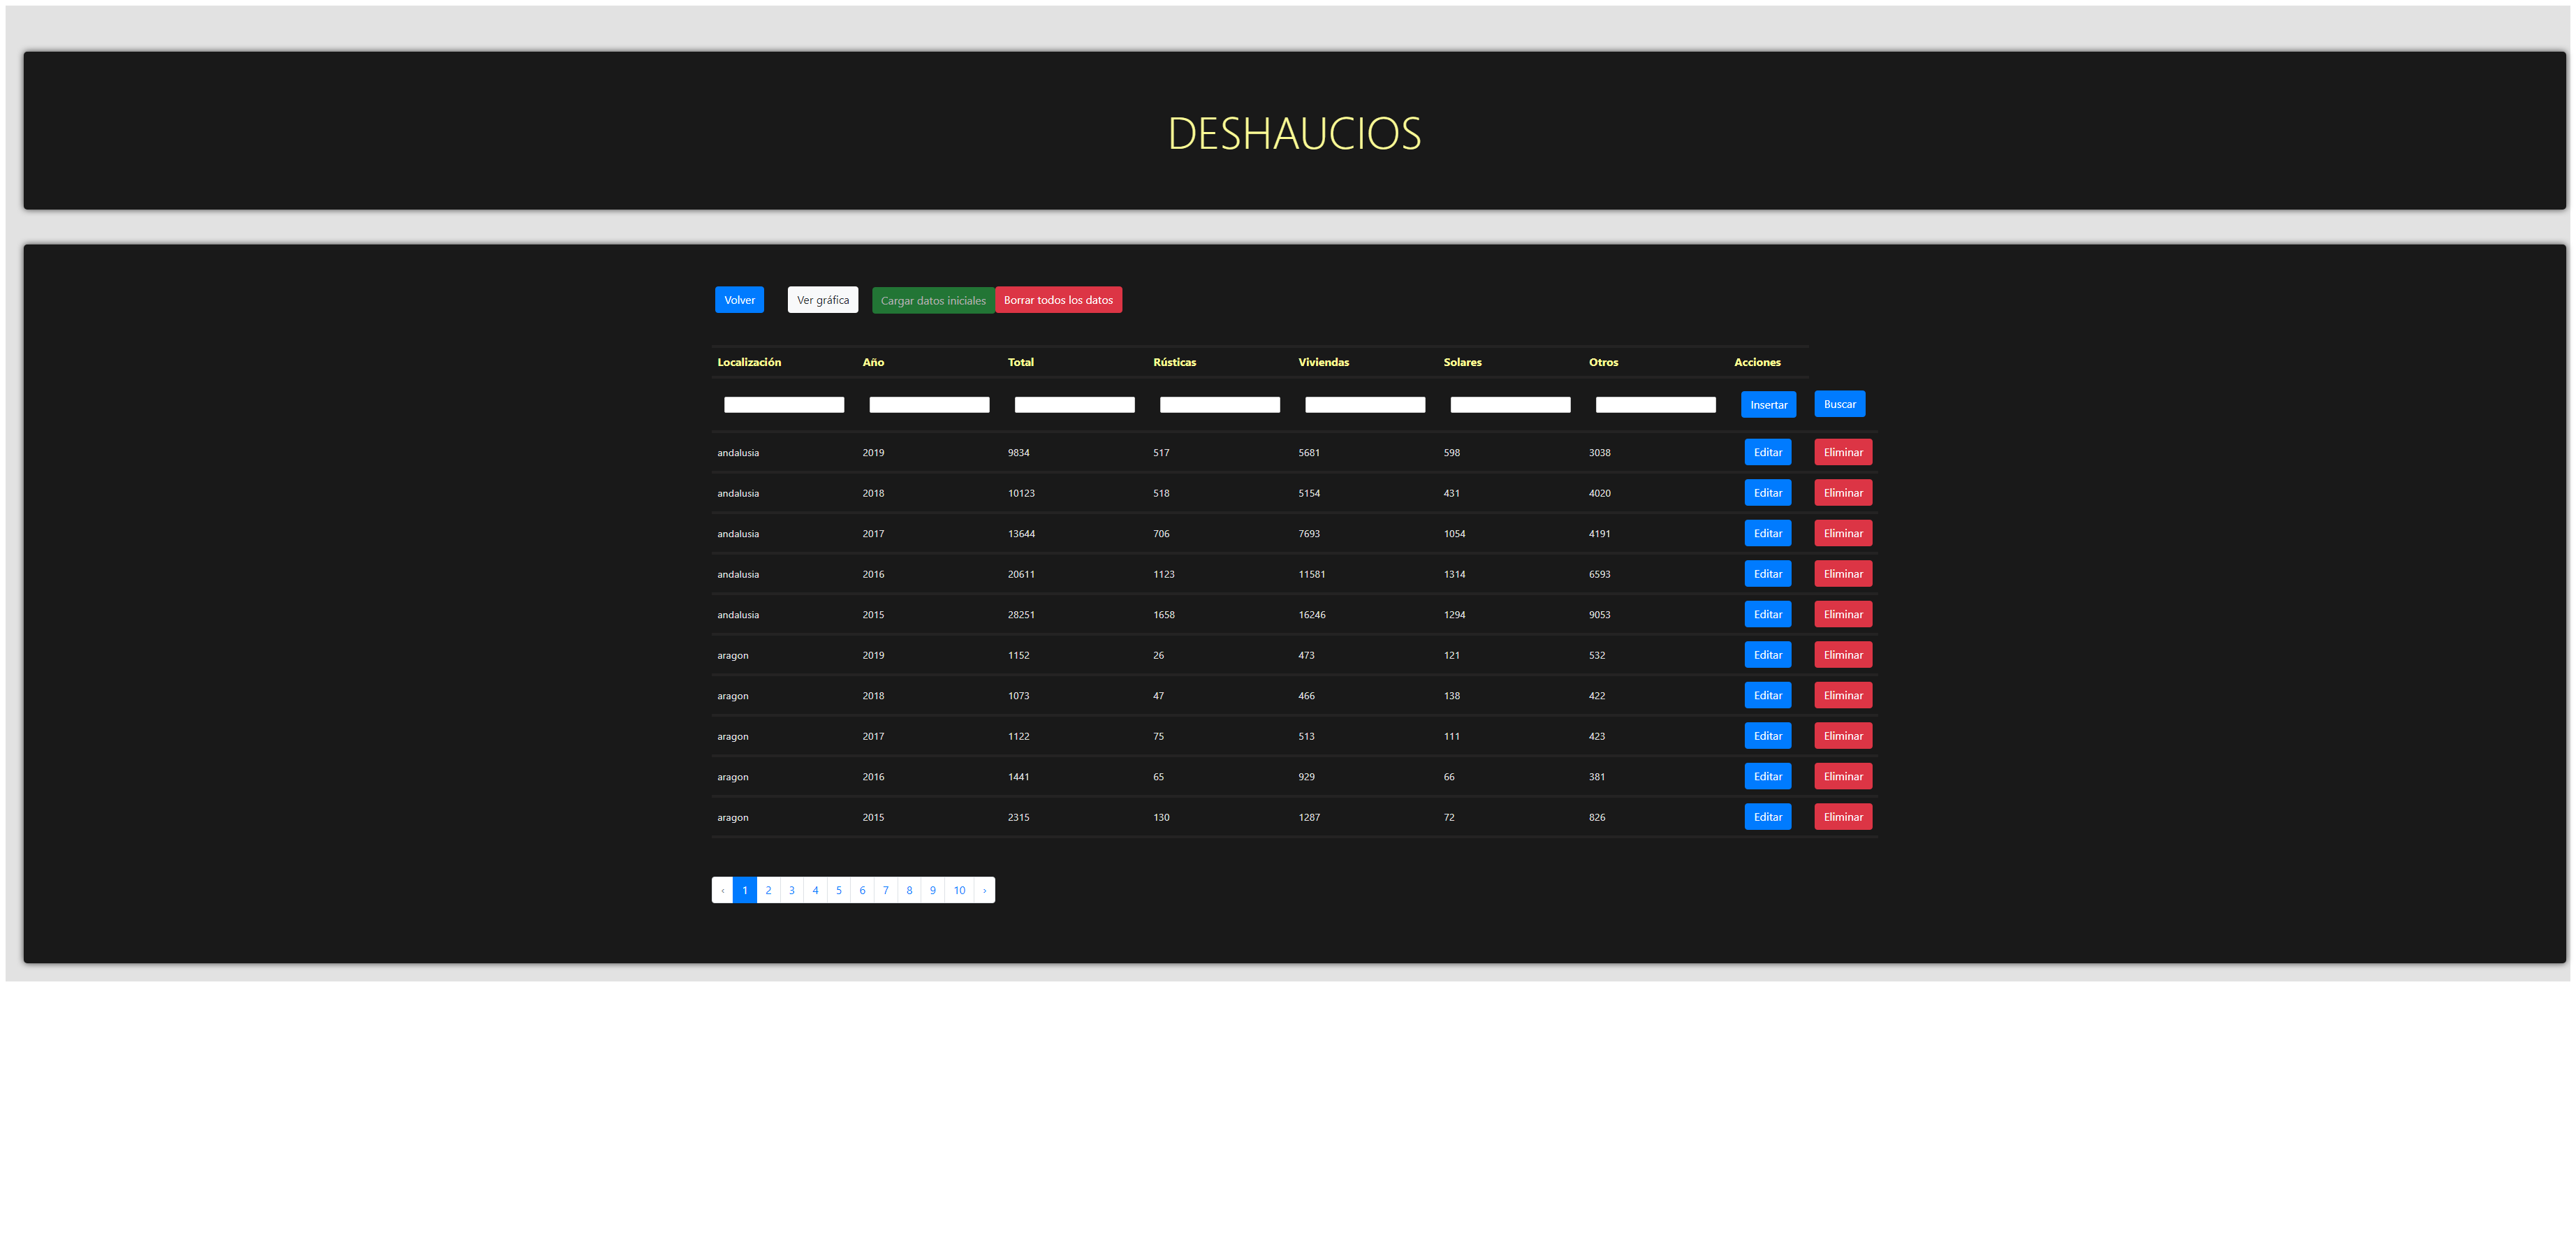 DESHAUCIOS
Volver Ver gráfica Cargar datos iniciales Borrar todos los datos
Localización Año Total Rústicas Viviendas Solares Otros Acciones
Insertar Buscar
andalusia 2019 9834 517 5681 598 3038 Editar Eliminar
andalusia 2018 10123 518 5154 431 4020 Editar Eliminar
andalusia 2017 13644 706 7693 1054 4191 Editar Eliminar
andalusia 2016 20611 1123 11581 1314 6593 Editar Eliminar
andalusia 2015 28251 1658 16246 1294 9053 Editar Eliminar
aragon 2019 1152 26 473 121 532 Editar Eliminar
aragon 2018 1073 47 466 138 422 Editar Eliminar
aragon 2017 1122 75 513 111 423 Editar Eliminar
aragon 2016 1441 65 929 66 381 Editar Eliminar
aragon 2015 2315 130 1287 72 826 Editar Eliminar
‹ 1 2 3 4 5 6 7 8 9 10 ›